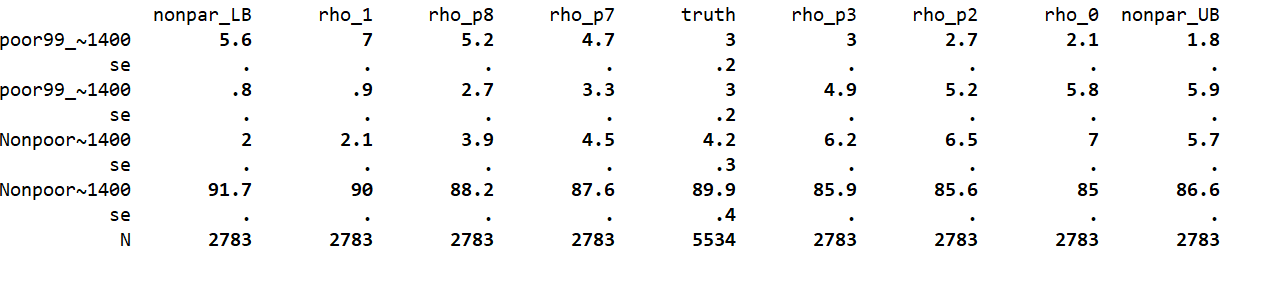 nonpar_LB rho_1 rho_p8 rho_p7 truth rho_p3 rho_p2 rho_0 nonpar_UB
poor99_~1400 5.6 7 5.2 4.7 3 3 2.7 2.1 1.8
se . . . . .2 . . . .
poor99_~1400 .8 .9 2.7 3.3 3 4.9 5.2 5.8 5.9
se . . . . .2 . . . .
Nonpoor~1400 2 2.1 3.9 4.5 4.2 6.2 6.5 7 5.7
se . . . . .3 . . . .
Nonpoor~1400 91.7 90 88.2 87.6 89.9 85.9 85.6 85 86.6
se . . . . .4 . . . .
N 2783 2783 2783 2783 5534 2783 2783 2783 2783